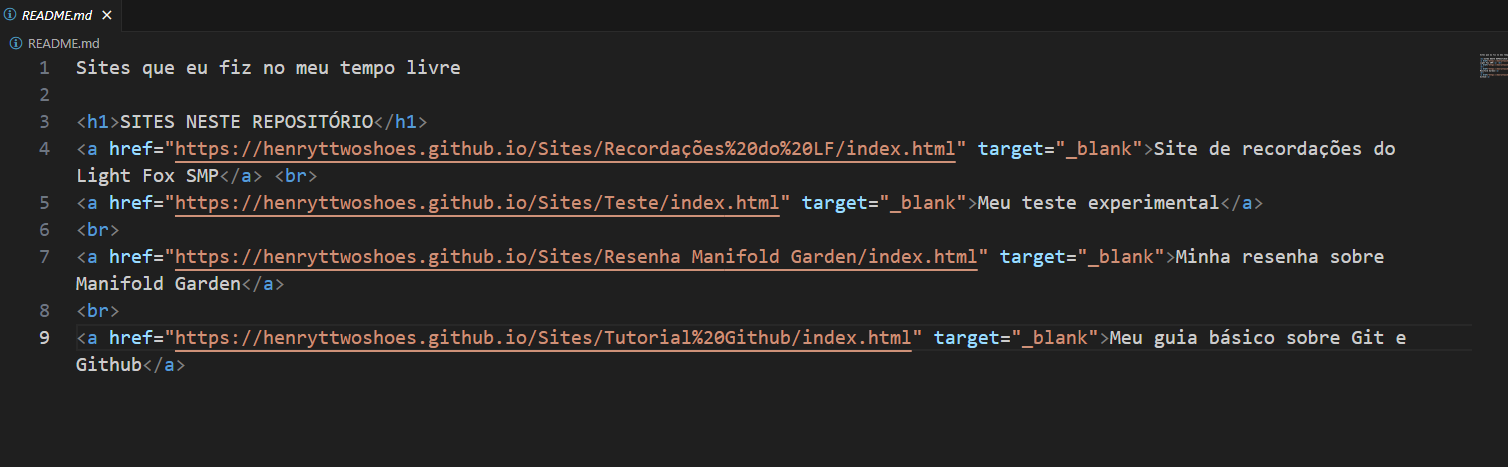 README.md
README.md
1 Sites que eu fiz no meu tempo livre
2
3 <h1>SITES NESTE REPOSITÓRIO</h1>
4 <a href="https://henryttwoshoes.github.io/Sites/Recordações%20do%20LF/index.html" target="_blank">Site de recordações do
Light Fox SMP</a> <br>
5 <a href="https://henryttwoshoes.github.io/Sites/Teste/index.html" target="_blank">Meu teste experimental</a>
6 <br>
7 <a href="https://henryttwoshoes.github.io/Sites/Resenha Manifold Garden/index.html" target="_blank">Minha resenha sobre
Manifold Garden</a>
8 <br>
9 <a href="https://henryttwoshoes.github.io/Sites/Tutorial%20Github/index.html" target="_blank">Meu guia básico sobre Git e
Github</a>